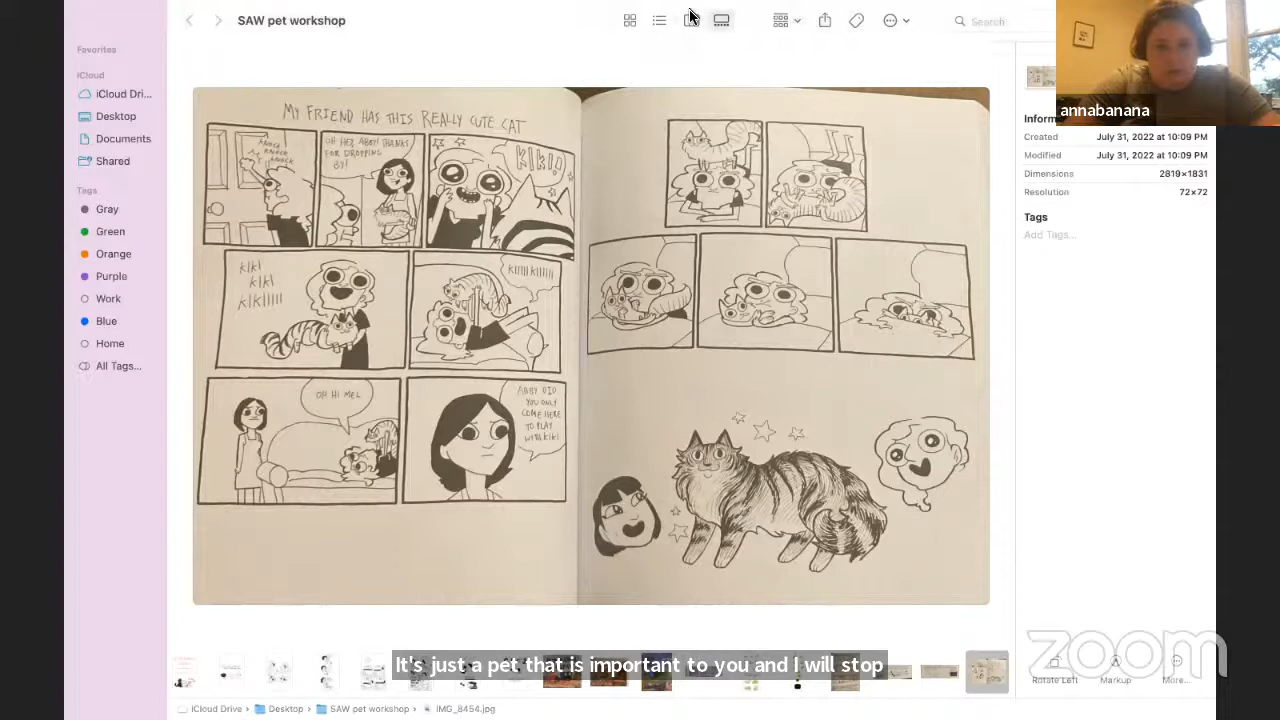 SAW pet workshop
Search
annabanana
Favorites
iCloud
iCloud Dri...
Desktop
Documents
Shared
Tags
Gray
Green
Orange
Purple
Work
Blue
Home
All Tags...
MY FRIEND HAS THIS REALLY CUTE CAT
KNOCK
KNOCK
KNOCK
OH HEY, ABBY! THANKS
FOR DROPPING
BY!
KIKI!!
KIKI
KIKI
KIKIIIII
KIIIIKIIIIII
OH HI MEL
ABBY DID
YOU ONLY
COME HERE
TO PLAY
WITH KIKI
Created
July 31, 2022 at 10:09 PM
Modified
July 31, 2022 at 10:09 PM
Dimensions
2819×1831
Resolution
72×72
Tags
Add Tags...
It's just a pet that is important to you and I will stop
zoom
Rotate Left
Markup
More...
iCloud Drive › Desktop › SAW pet workshop › IMG_8454.jpg